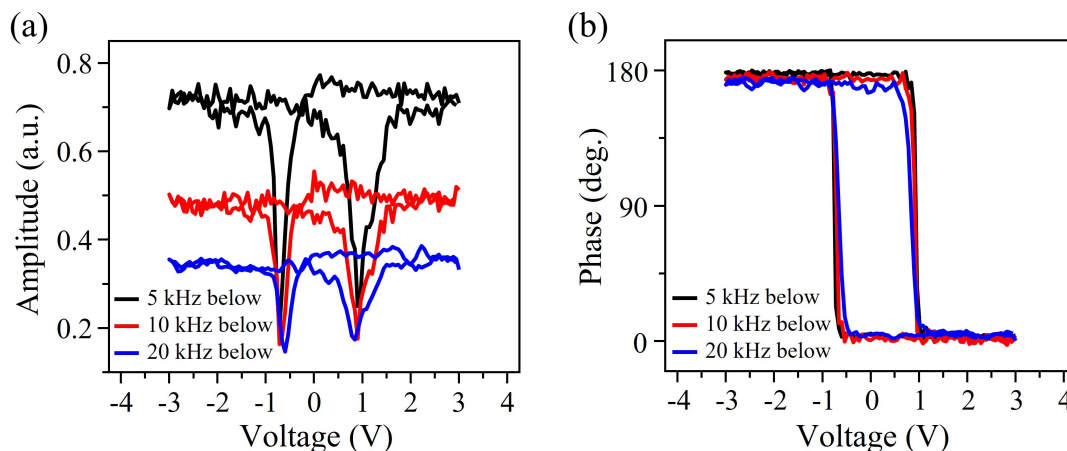 (a)
Amplitude (a.u.)
0.8
0.6
0.4
0.2
5 kHz below
10 kHz below
20 kHz below
-4 -3 -2 -1 0 1 2 3 4
Voltage (V)
(b)
Phase (deg.)
180
90
0
5 kHz below
10 kHz below
20 kHz below
-4 -3 -2 -1 0 1 2 3 4
Voltage (V)